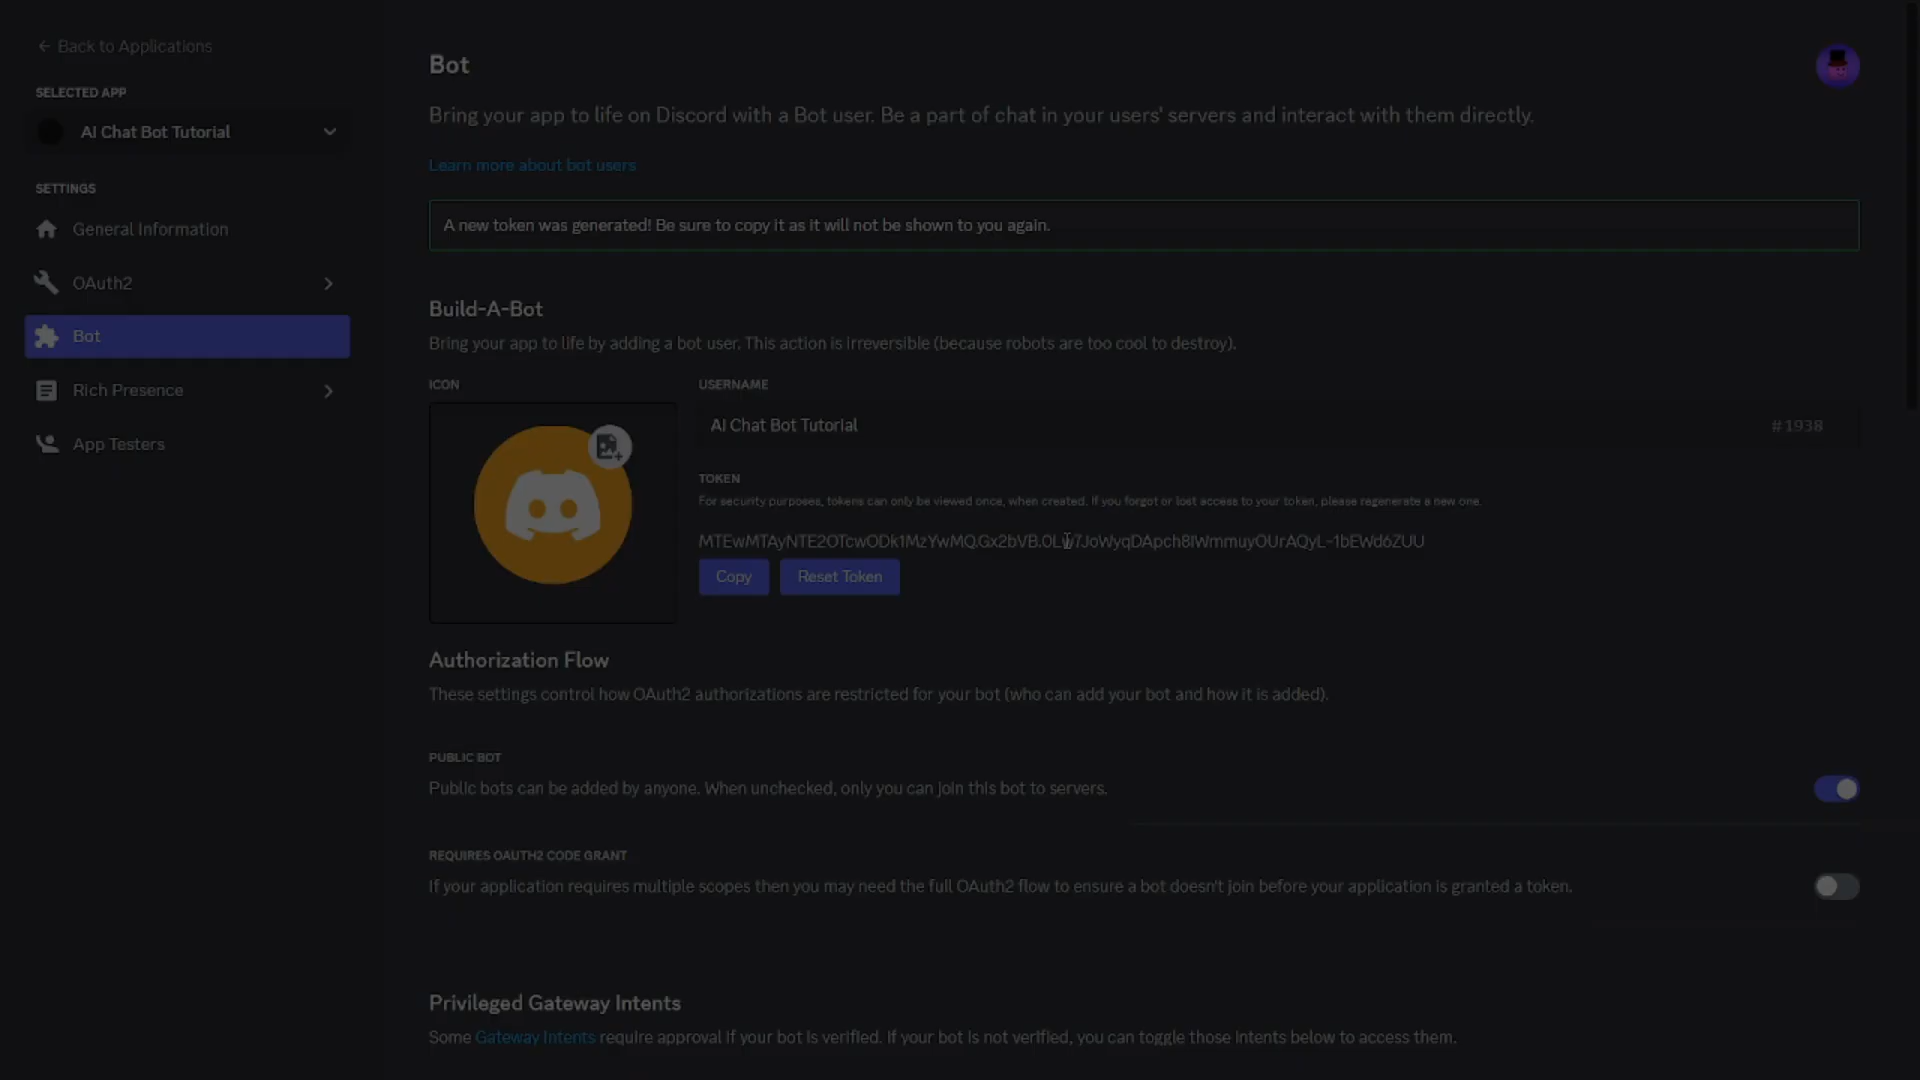 Back to Applications
SELECTED APP
AI Chat Bot Tutorial
SETTINGS
General Information
OAuth2
Bot
Rich Presence
App Testers
Bot
Bring your app to life on Discord with a Bot user. Be a part of chat in your users' servers and interact with them directly.
Learn more about bot users
A new token was generated! Be sure to copy it as it will not be shown to you again.
Build-A-Bot
Bring your app to life by adding a bot user. This action is irreversible (because robots are too cool to destroy).
ICON
USERNAME
AI Chat Bot Tutorial
#1938
TOKEN
For security purposes, tokens can only be viewed once, when created. If you forgot or lost access to your token, please regenerate a new one.
Copy
Reset Token
Authorization Flow
These settings control how OAuth2 authorizations are restricted for your bot (who can add your bot and how it is added).
PUBLIC BOT
Public bots can be added by anyone. When unchecked, only you can join this bot to servers.
REQUIRES OAUTH2 CODE GRANT
If your application requires multiple scopes then you may need the full OAuth2 flow to ensure a bot doesn't join before your application is granted a token.
Privileged Gateway Intents
Some Gateway Intents require approval if your bot is verified. If your bot is not verified, you can toggle those intents below to access them.